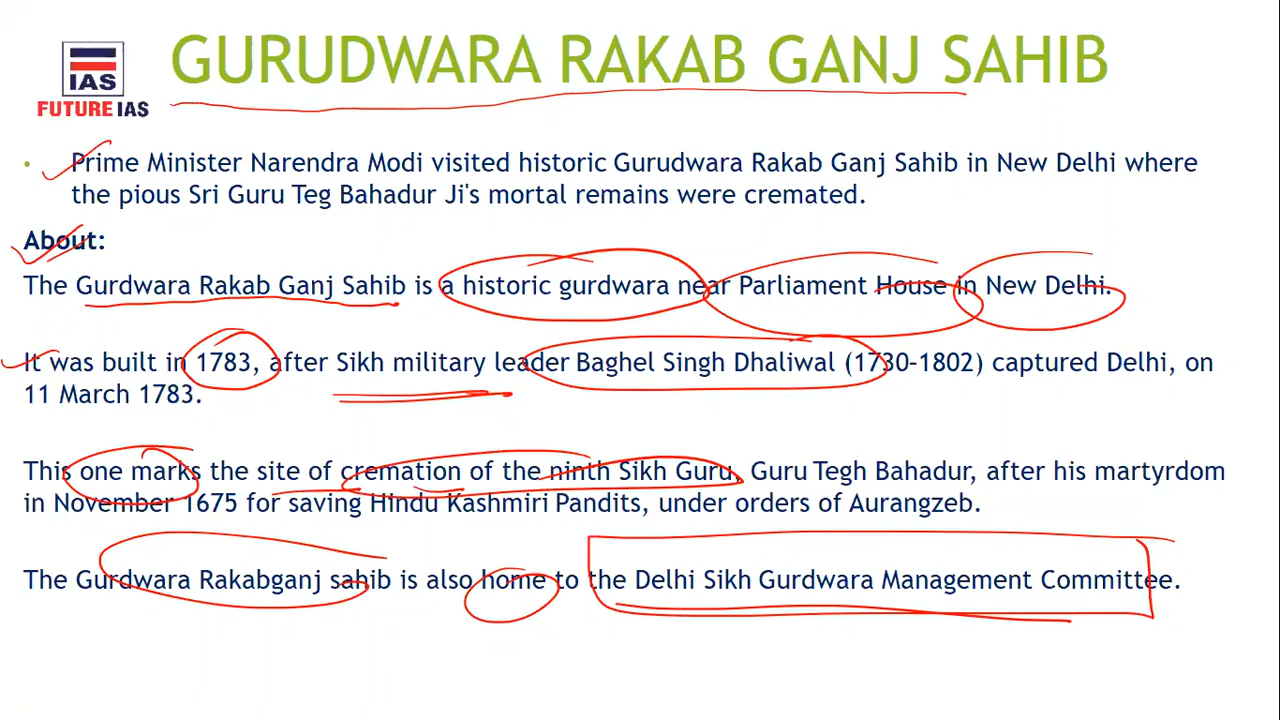 GURUDWARA RAKAB GANJ SAHIB
IAS
FUTURE IAS
• Prime Minister Narendra Modi visited historic Gurudwara Rakab Ganj Sahib in New Delhi where
the pious Sri Guru Teg Bahadur Ji's mortal remains were cremated.
About:
The Gurdwara Rakab Ganj Sahib is a historic gurdwara near Parliament House in New Delhi.
It was built in 1783, after Sikh military leader Baghel Singh Dhaliwal (1730-1802) captured Delhi, on
11 March 1783.
This one marks the site of cremation of the ninth Sikh Guru, Guru Tegh Bahadur, after his martyrdom
in November 1675 for saving Hindu Kashmiri Pandits, under orders of Aurangzeb.
The Gurdwara Rakabganj sahib is also home to the Delhi Sikh Gurdwara Management Committee.